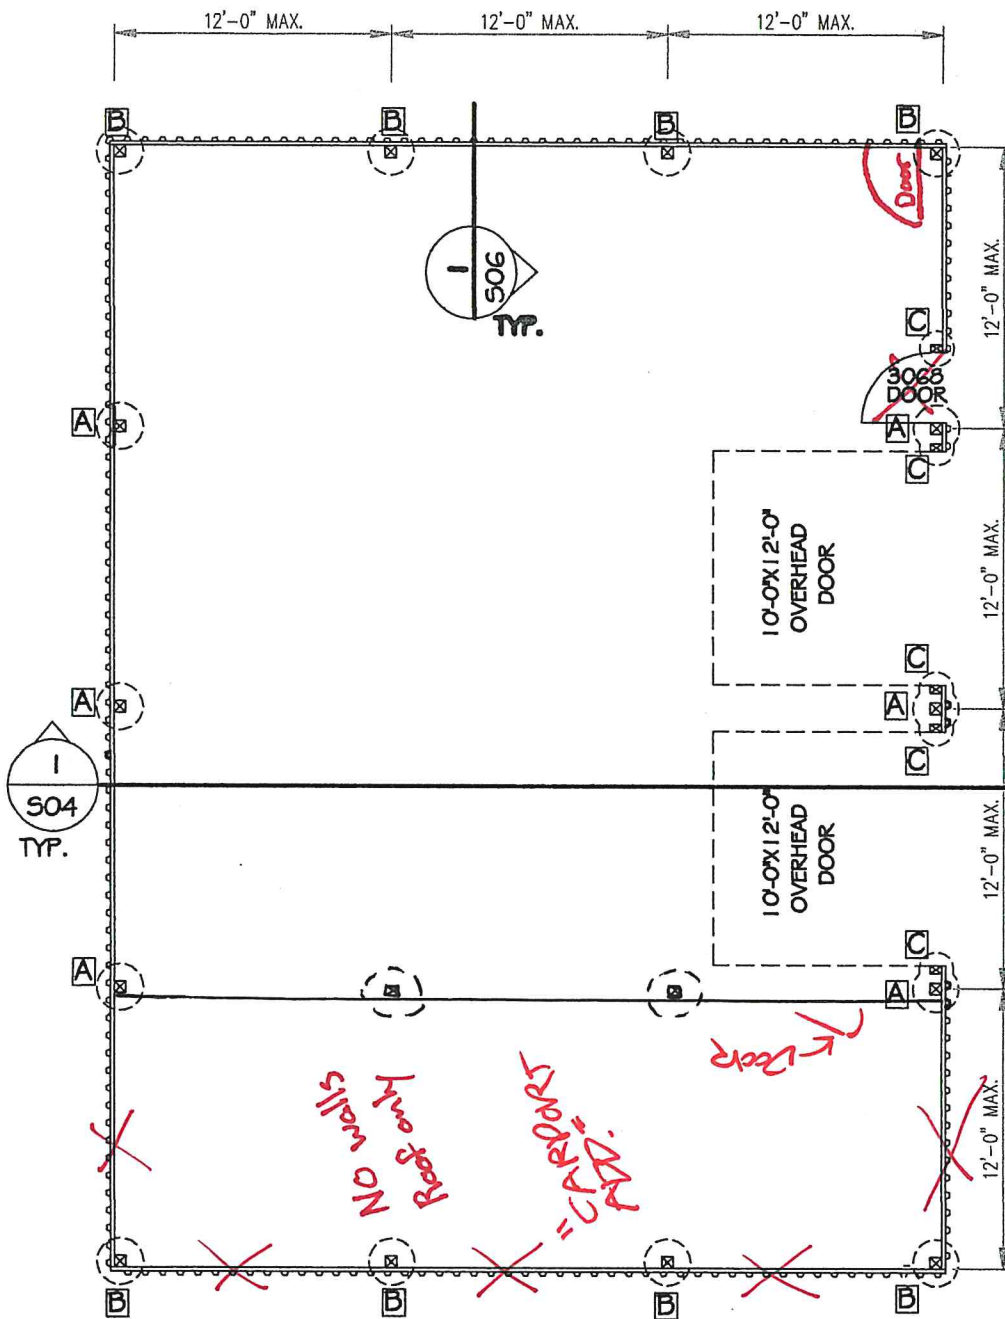 12'-0" MAX.
12'-0" MAX.
12'-0" MAX.
B
B
B
B
Door
12'-0" MAX.
1
S06
TYP.
C
3068
DOOR
A
A
C
10'-0"X12'-0"
OVERHEAD
DOOR
12'-0" MAX.
C
A
A
C
1
S04
TYP.
10'-0"X12'-0"
OVERHEAD
DOOR
12'-0" MAX.
C
A
A
Door
No walls
Roof only
"CARPORT
ADD."
12'-0" MAX.
B
B
B
B